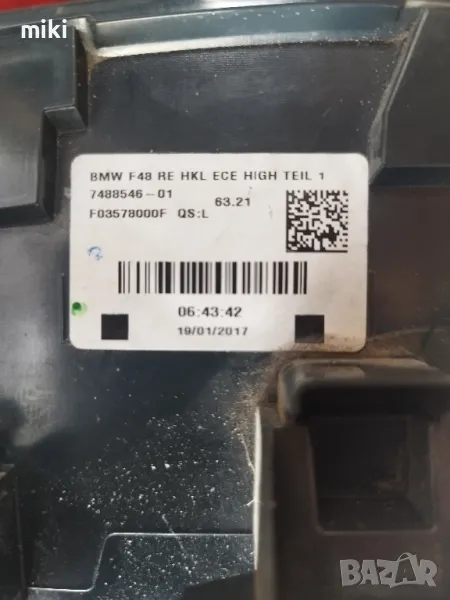 miki
BMW F48 RE HKL ECE HIGH TEIL 1
7488546-01 63.21
F03578000F QS:L
06:43:42
19/01/2017
BAZAR